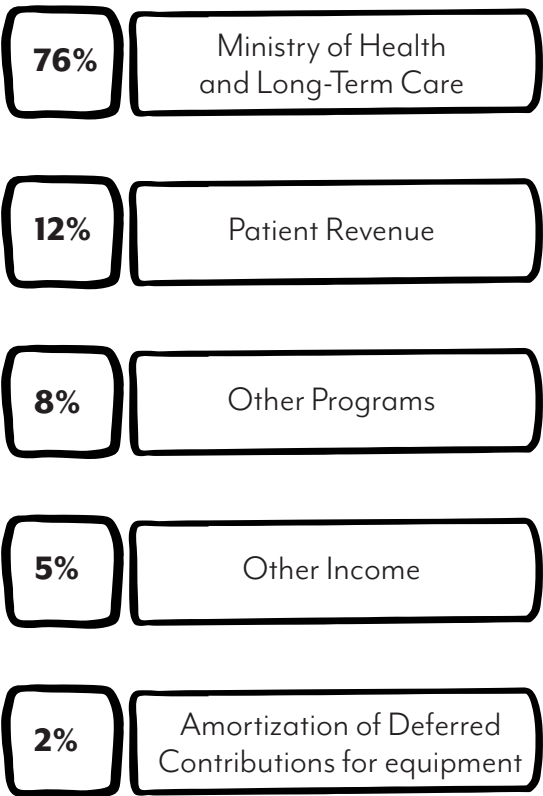 76%
Ministry of Health
and Long-Term Care
12%
Patient Revenue
8%
Other Programs
5%
Other Income
2%
Amortization of Deferred
Contributions for equipment